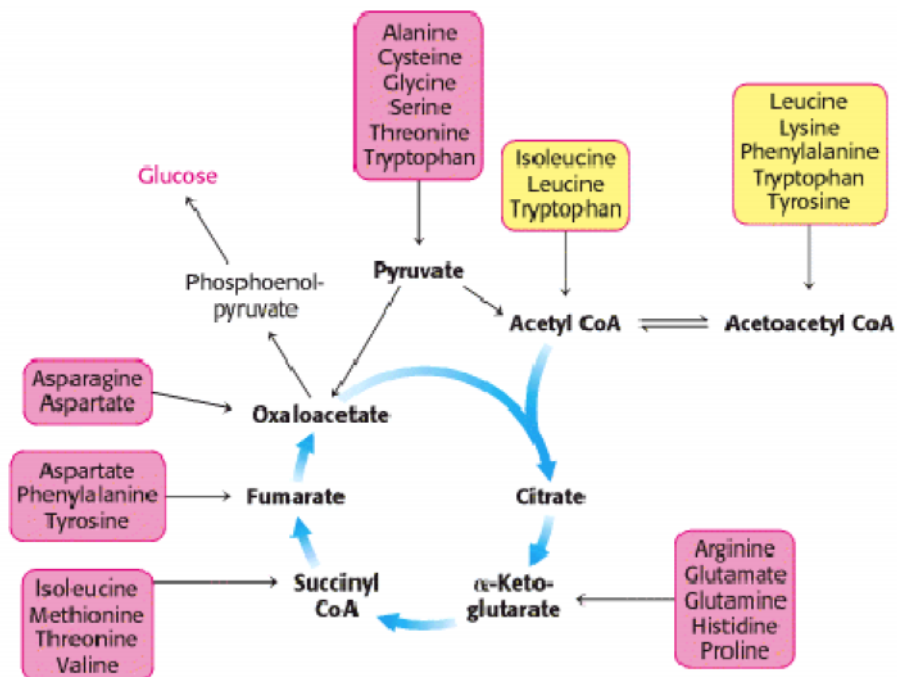 Alanine
Cysteine
Glycine
Serine
Threonine
Tryptophan
Isoleucine
Leucine
Tryptophan
Leucine
Lysine
Phenylalanine
Tryptophan
Tyrosine
Glucose
Phosphoenol-
pyruvate
Pyruvate
Acetyl CoA
Acetoacetyl CoA
Asparagine
Aspartate
Oxaloacetate
Aspartate
Phenylalanine
Tyrosine
Fumarate
Citrate
Isoleucine
Methionine
Threonine
Valine
Succinyl
CoA
α-Keto-
glutarate
Arginine
Glutamate
Glutamine
Histidine
Proline